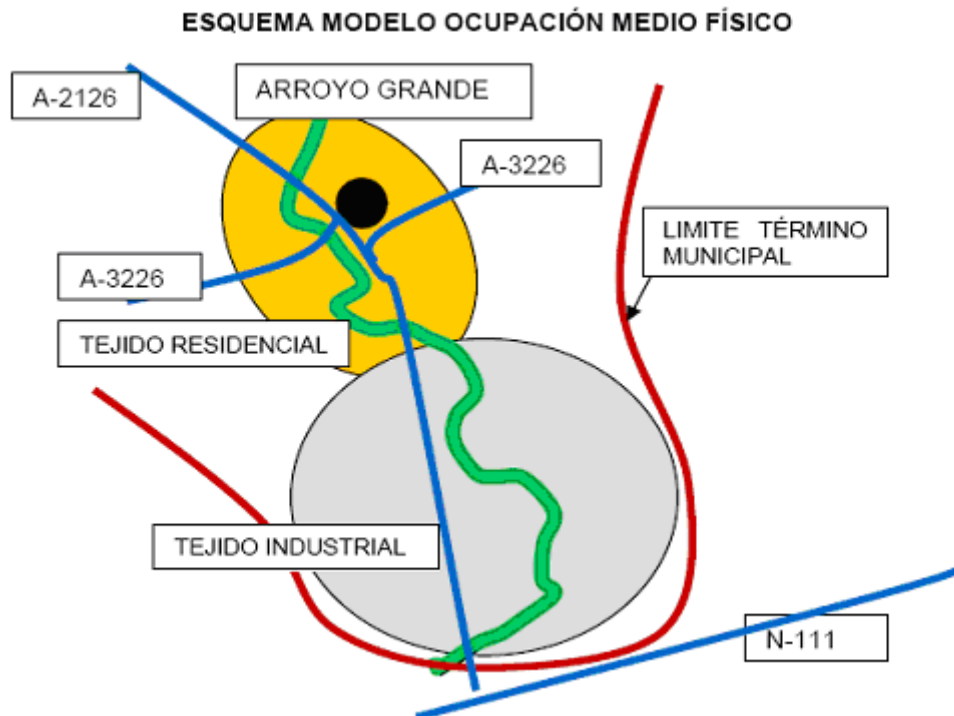 ESQUEMA MODELO OCUPACIÓN MEDIO FÍSICO
A-2126
ARROYO GRANDE
A-3226
LIMITE TÉRMINO
MUNICIPAL
A-3226
TEJIDO RESIDENCIAL
TEJIDO INDUSTRIAL
N-111